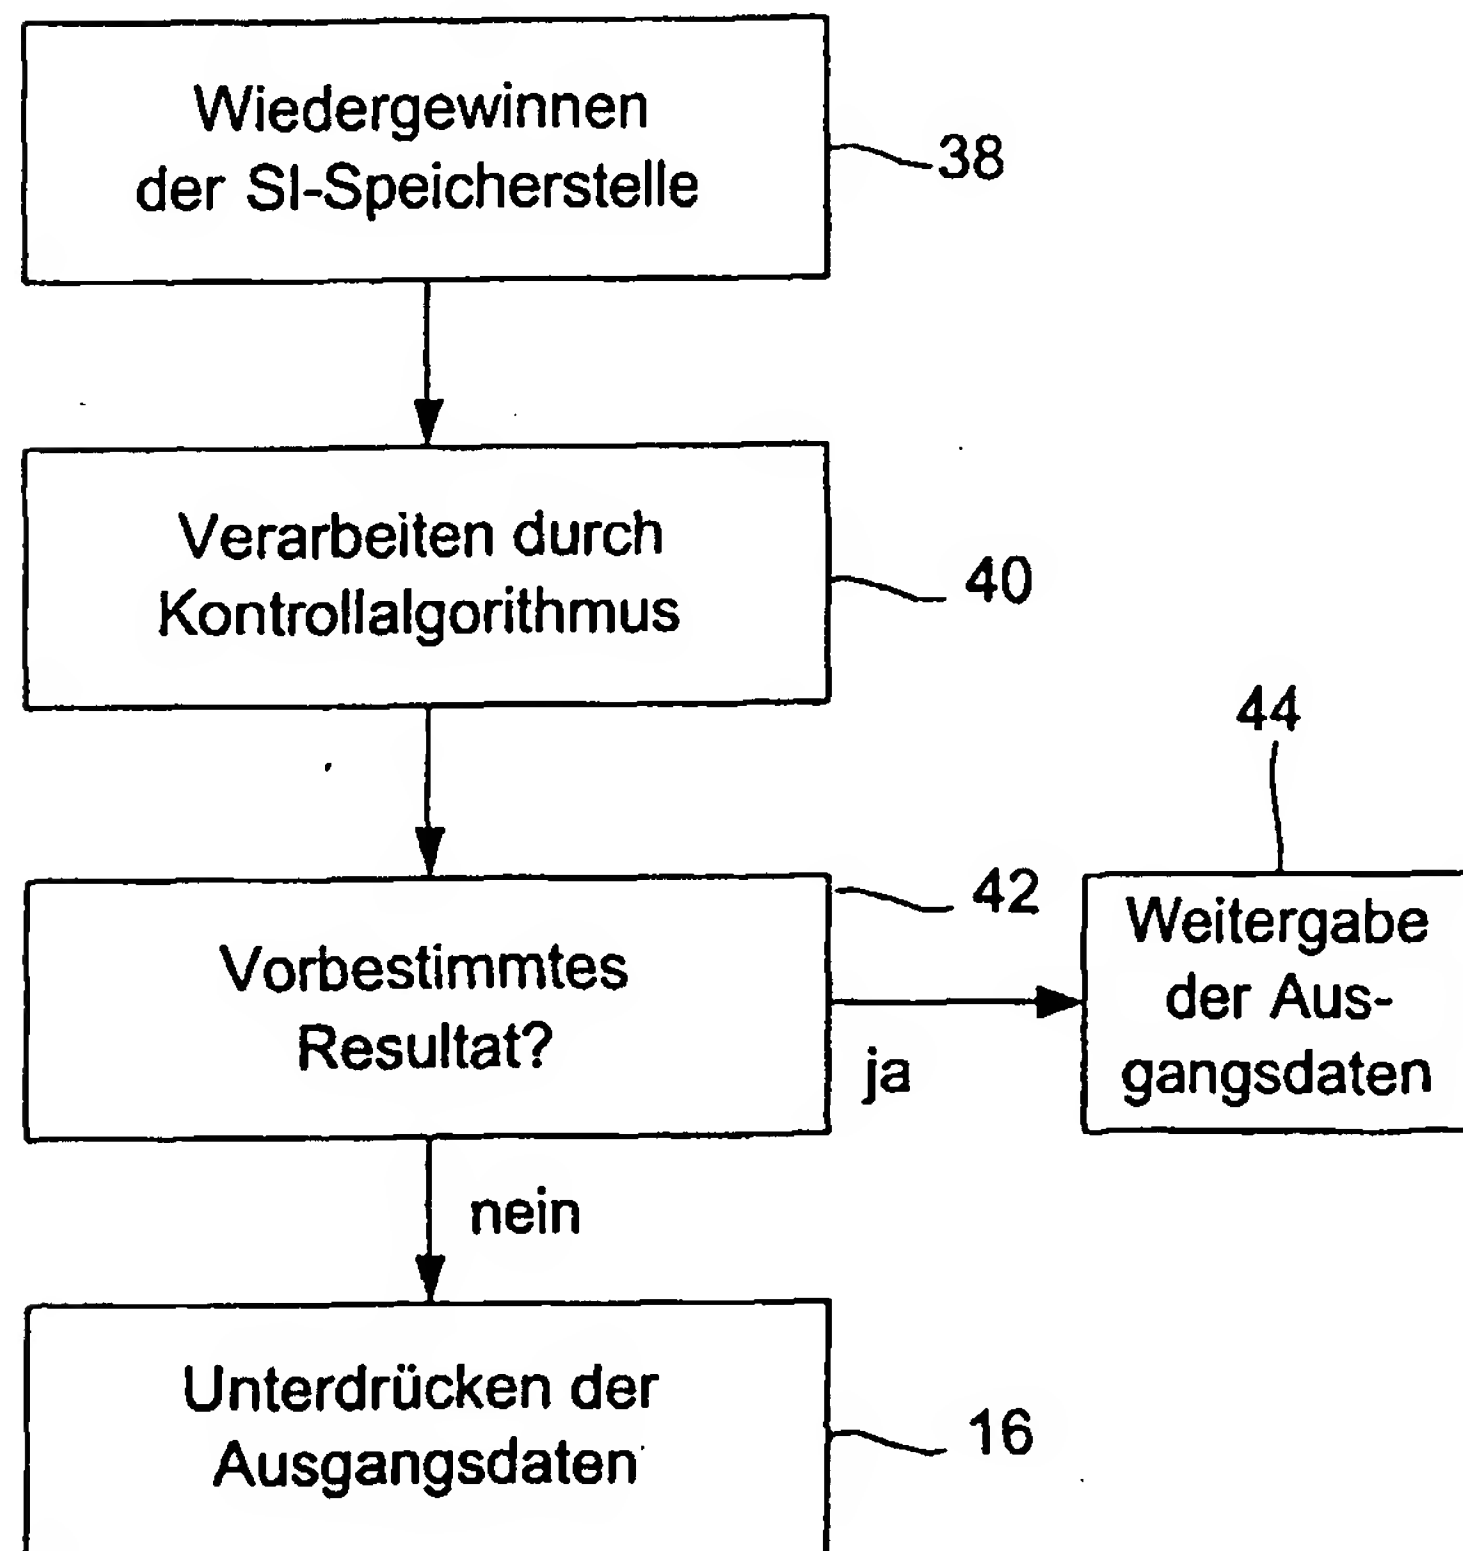 Wiedergewinnen
der SI-Speicherstelle
38
Verarbeiten durch
Kontrollalgorithmus
40
44
42
Vorbestimmtes
Resultat?
ja
Weitergabe
der Aus-
gangsdaten
nein
Unterdrücken der
Ausgangsdaten
16